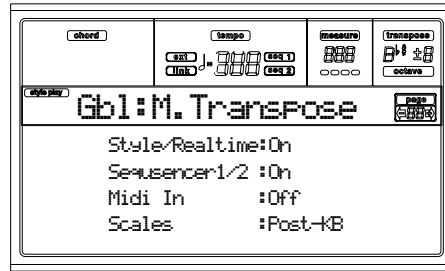 chord tempo measure transpose
ext seq 1
link seq 2
octave
style play
Gbl:M.Transpose page
Style/Realtime:On
Seqsusencer1/2 :On
Midi In :Off
Scales :Post-KB